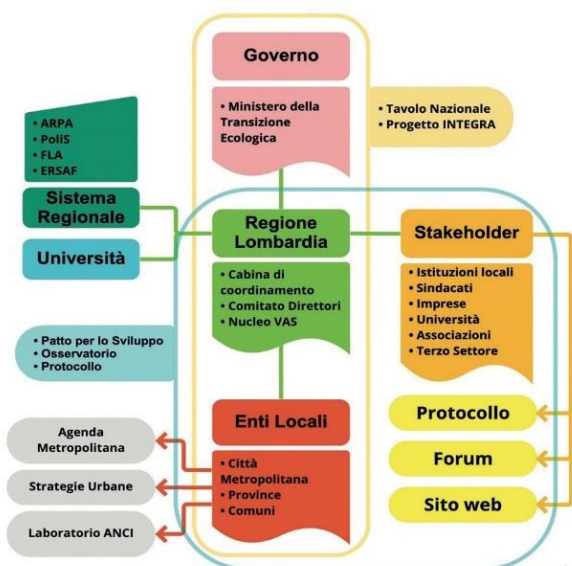 Governo
• Ministero della
Transizione
Ecologica
• Tavolo Nazionale
• Progetto INTEGRA
• ARPA
• PoliS
• FLA
• ERSAF
Sistema
Regionale
Università
Regione
Lombardia
• Cabina di
coordinamento
• Comitato Direttori
• Nucleo VAS
Stakeholder
• Istituzioni locali
• Sindacati
• Imprese
• Università
• Associazioni
• Terzo Settore
• Patto per lo Sviluppo
• Osservatorio
• Protocollo
Enti Locali
• Città
Metropolitana
• Province
• Comuni
Agenda
Metropolitana
Strategie Urbane
Laboratorio ANCI
Protocollo
Forum
Sito web